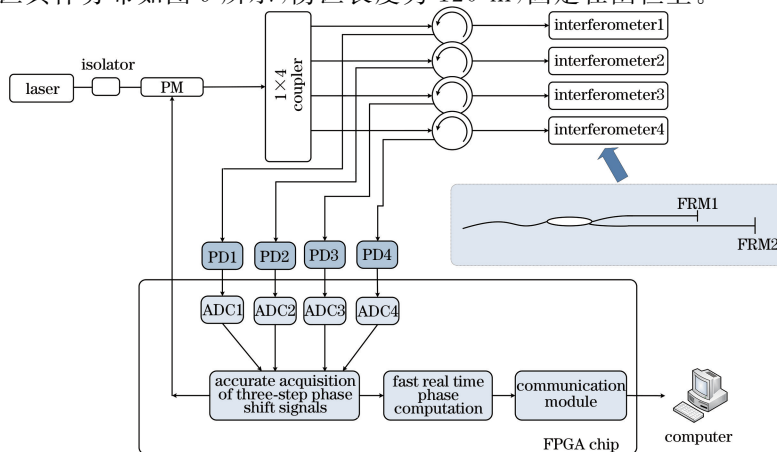 laser
isolator
PM
1×4
coupler
interferometer1
interferometer2
interferometer3
interferometer4
FRM1
FRM2
PD1
PD2
PD3
PD4
ADC1
ADC2
ADC3
ADC4
accurate acquisition
of three-step phase
shift signals
fast real time
phase
computation
communication
module
computer
FPGA chip